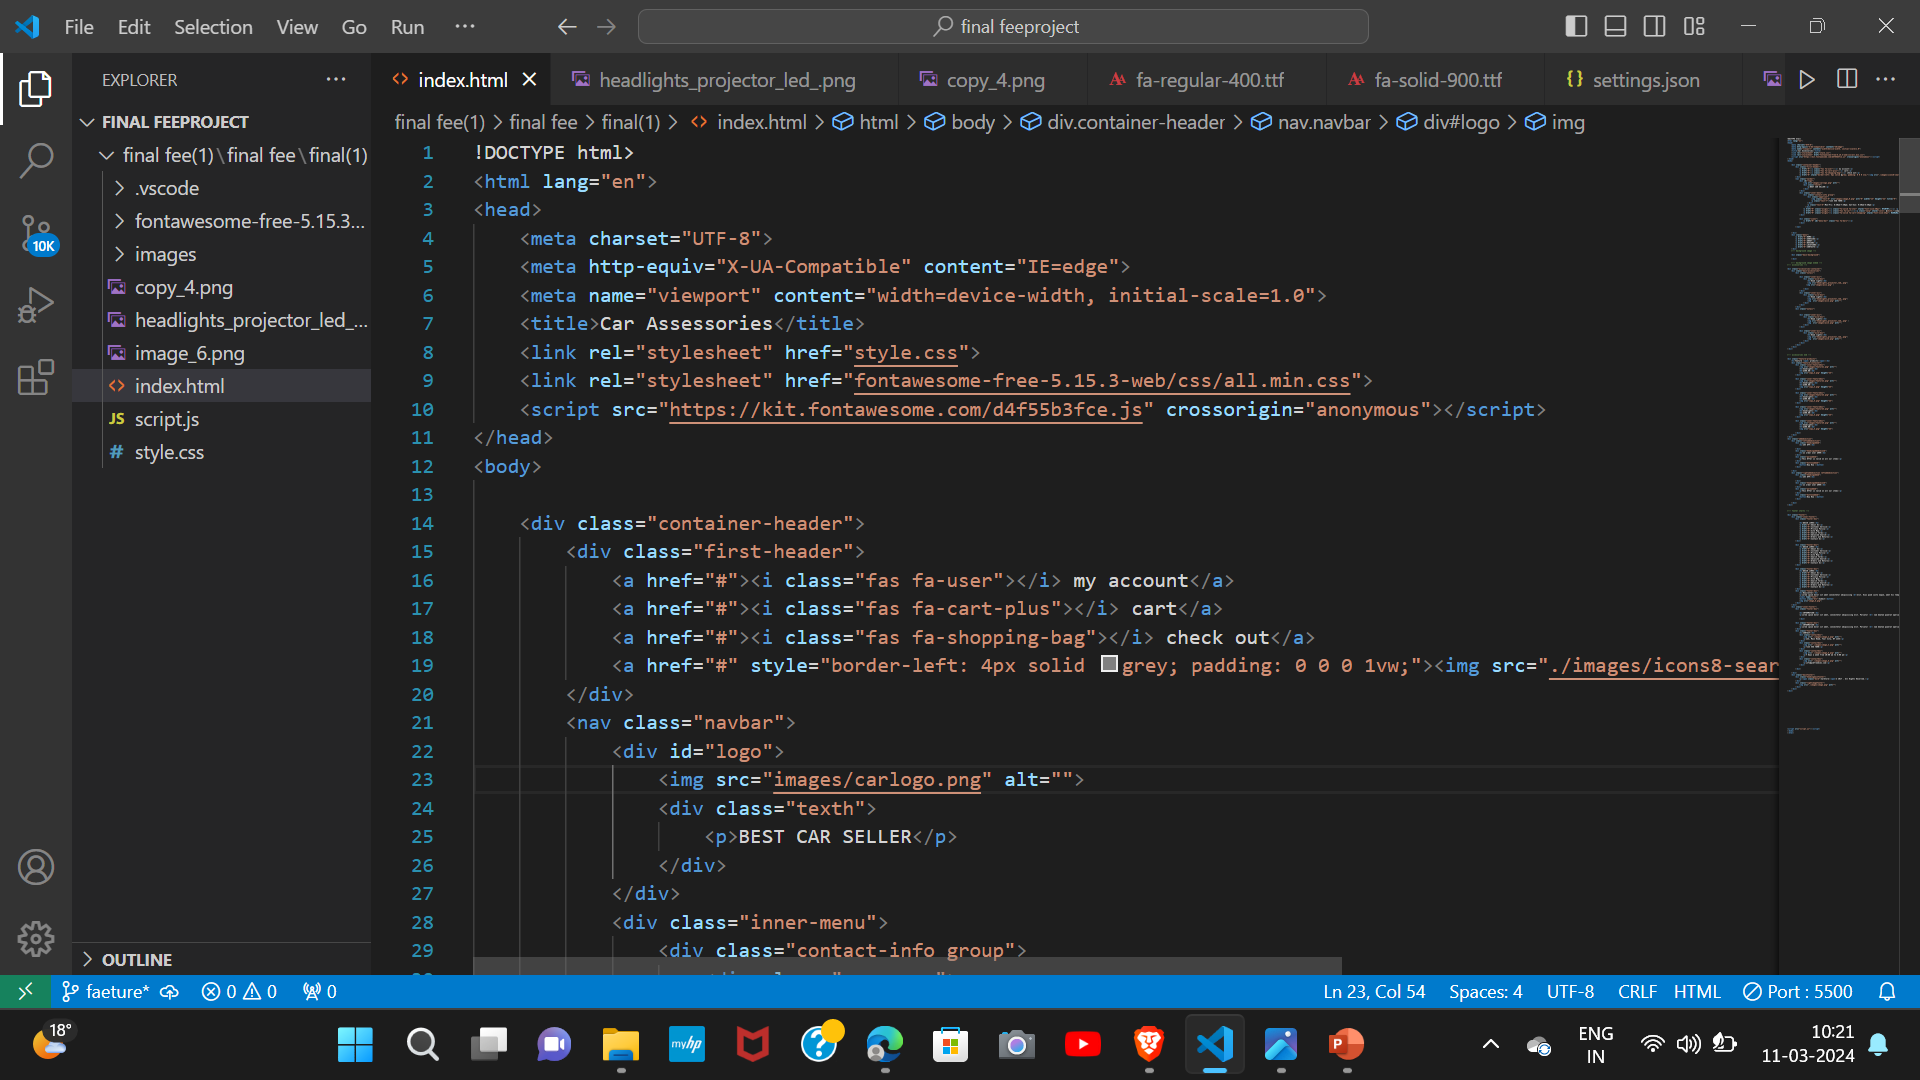 File Edit Selection View Go Run ··· final feeproject
EXPLORER ···
FINAL FEEPROJECT
final fee(1)\final fee\final(1)
.vscode
fontawesome-free-5.15.3...
images
copy_4.png
headlights_projector_led_...
image_6.png
index.html
JS script.js
# style.css
OUTLINE
10K
index.html headlights_projector_led_.png copy_4.png fa-regular-400.ttf fa-solid-900.ttf {} settings.json
final fee(1) > final fee > final(1) > index.html > html > body > div.container-header > nav.navbar > div#logo > img
1 !DOCTYPE html>
2 <html lang="en">
3 <head>
4 <meta charset="UTF-8">
5 <meta http-equiv="X-UA-Compatible" content="IE=edge">
6 <meta name="viewport" content="width=device-width, initial-scale=1.0">
7 <title>Car Assessories</title>
8 <link rel="stylesheet" href="style.css">
9 <link rel="stylesheet" href="fontawesome-free-5.15.3-web/css/all.min.css">
10 <script src="https://kit.fontawesome.com/d4f55b3fce.js" crossorigin="anonymous"></script>
11 </head>
12 <body>
13
14 <div class="container-header">
15 <div class="first-header">
16 <a href="#"><i class="fas fa-user"></i> my account</a>
17 <a href="#"><i class="fas fa-cart-plus"></i> cart</a>
18 <a href="#"><i class="fas fa-shopping-bag"></i> check out</a>
19 <a href="#" style="border-left: 4px solid grey; padding: 0 0 0 1vw;"><img src="./images/icons8-sear
20 </div>
21 <nav class="navbar">
22 <div id="logo">
23 <img src="images/carlogo.png" alt="">
24 <div class="texth">
25 <p>BEST CAR SELLER</p>
26 </div>
27 </div>
28 <div class="inner-menu">
29 <div class="contact-info group">
faeture* 0 0 0 Ln 23, Col 54 Spaces: 4 UTF-8 CRLF HTML Port : 5500
18° myhp ENG
IN 10:21
11-03-2024